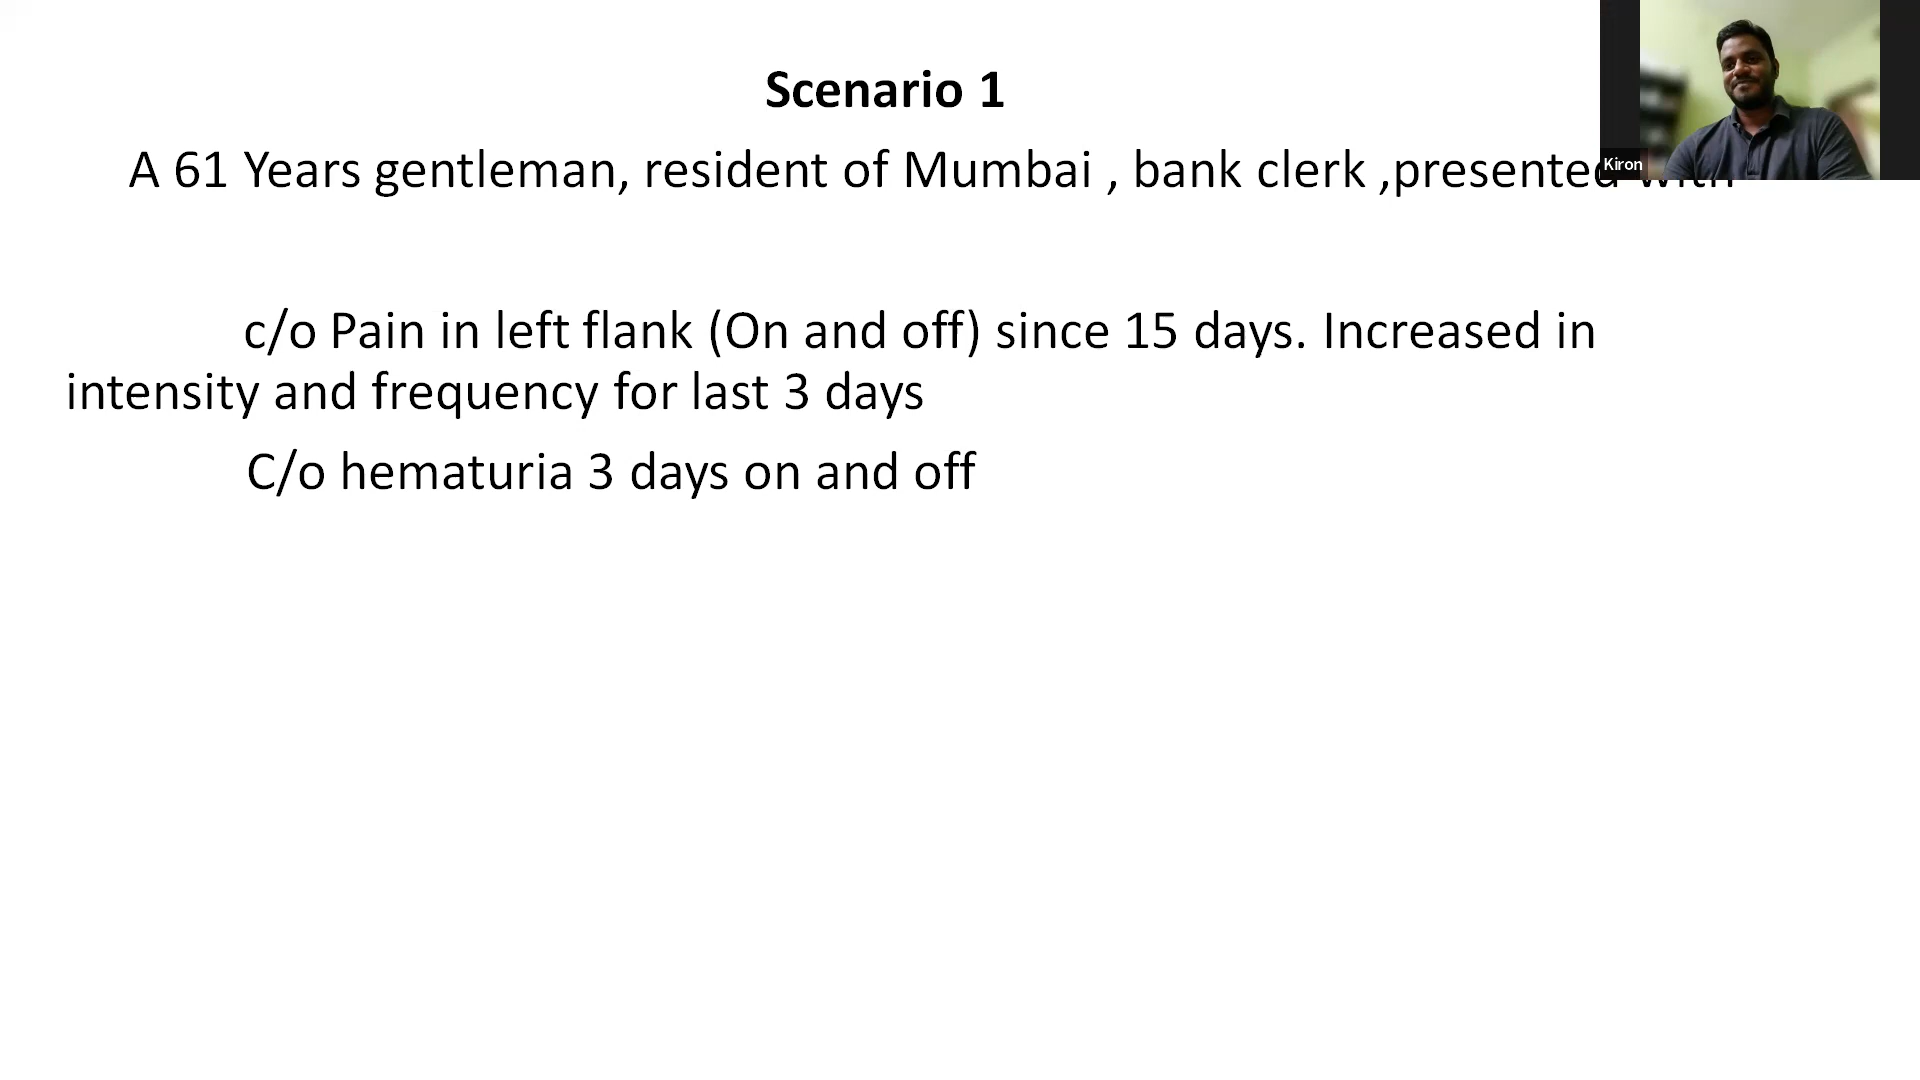 Scenario 1
A 61 Years gentleman, resident of Mumbai , bank clerk ,presented with
c/o Pain in left flank (On and off) since 15 days. Increased in
intensity and frequency for last 3 days
C/o hematuria 3 days on and off
Kiron